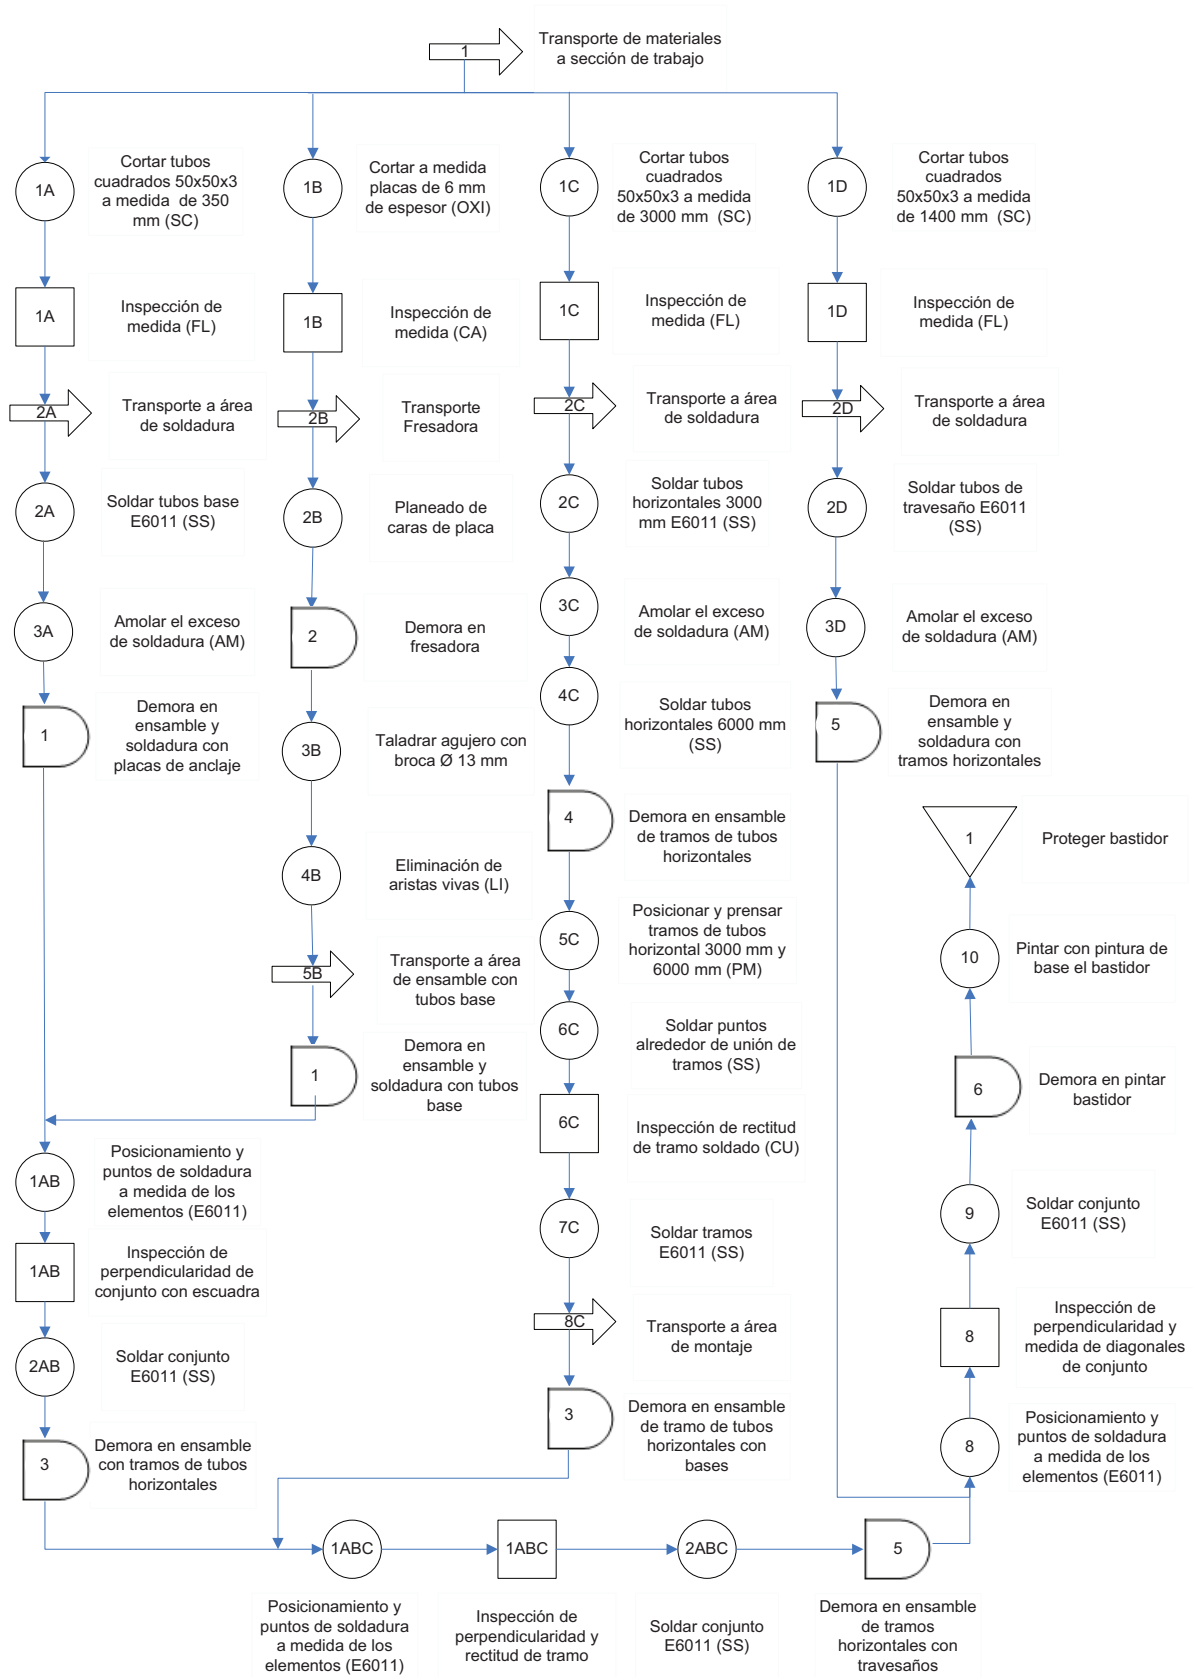 1
Transporte de materiales
a sección de trabajo
1A
Cortar tubos
cuadrados 50x50x3
a medida de 350
mm (SC)
1A
Inspección de
medida (FL)
2A
Transporte a área
de soldadura
2A
Soldar tubos base
E6011 (SS)
3A
Amolar el exceso
de soldadura (AM)
1
Demora en
ensamble y
soldadura con
placas de anclaje
1B
Cortar a medida
placas de 6 mm
de espesor (OXI)
1B
Inspección de
medida (CA)
2B
Transporte
Fresadora
2B
Planeado de
caras de placa
2
Demora en
fresadora
3B
Taladrar agujero con
broca Ø 13 mm
4B
Eliminación de
aristas vivas (LI)
5B
Transporte a área
de ensamble con
tubos base
1
Demora en
ensamble y
soldadura con tubos
base
1AB
Posicionamiento y
puntos de soldadura
a medida de los
elementos (E6011)
1AB
Inspección de
perpendicularidad de
conjunto con escuadra
2AB
Soldar conjunto
E6011 (SS)
3
Demora en ensamble
con tramos de tubos
horizontales
1C
Cortar tubos
cuadrados
50x50x3 a medida
de 3000 mm (SC)
1C
Inspección de
medida (FL)
2C
Transporte a área
de soldadura
2C
Soldar tubos
horizontales 3000
mm E6011 (SS)
3C
Amolar el exceso
de soldadura (AM)
4C
Soldar tubos
horizontales 6000 mm
(SS)
4
Demora en ensamble
de tramos de tubos
horizontales
5C
Posicionar y prensar
tramos de tubos
horizontal 3000 mm y
6000 mm (PM)
6C
Soldar puntos
alrededor de unión de
tramos (SS)
6C
Inspección de rectitud
de tramo soldado (CU)
7C
Soldar tramos
E6011 (SS)
8C
Transporte a área
de montaje
3
Demora en ensamble
de tramo de tubos
horizontales con
bases
1D
Cortar tubos
cuadrados
50x50x3 a medida
de 1400 mm (SC)
1D
Inspección de
medida (FL)
2D
Transporte a área
de soldadura
2D
Soldar tubos de
travesaño E6011
(SS)
3D
Amolar el exceso
de soldadura (AM)
5
Demora en
ensamble y
soldadura con
tramos horizontales
1ABC
Posicionamiento y
puntos de soldadura
a medida de los
elementos (E6011)
1ABC
Inspección de
perpendicularidad y
rectitud de tramo
2ABC
Soldar conjunto
E6011 (SS)
5
Demora en ensamble
de tramos
horizontales con
travesaños
8
Posicionamiento y
puntos de soldadura
a medida de los
elementos (E6011)
8
Inspección de
perpendicularidad y
medida de diagonales
de conjunto
9
Soldar conjunto
E6011 (SS)
6
Demora en pintar
bastidor
10
Pintar con pintura de
base el bastidor
1
Proteger bastidor